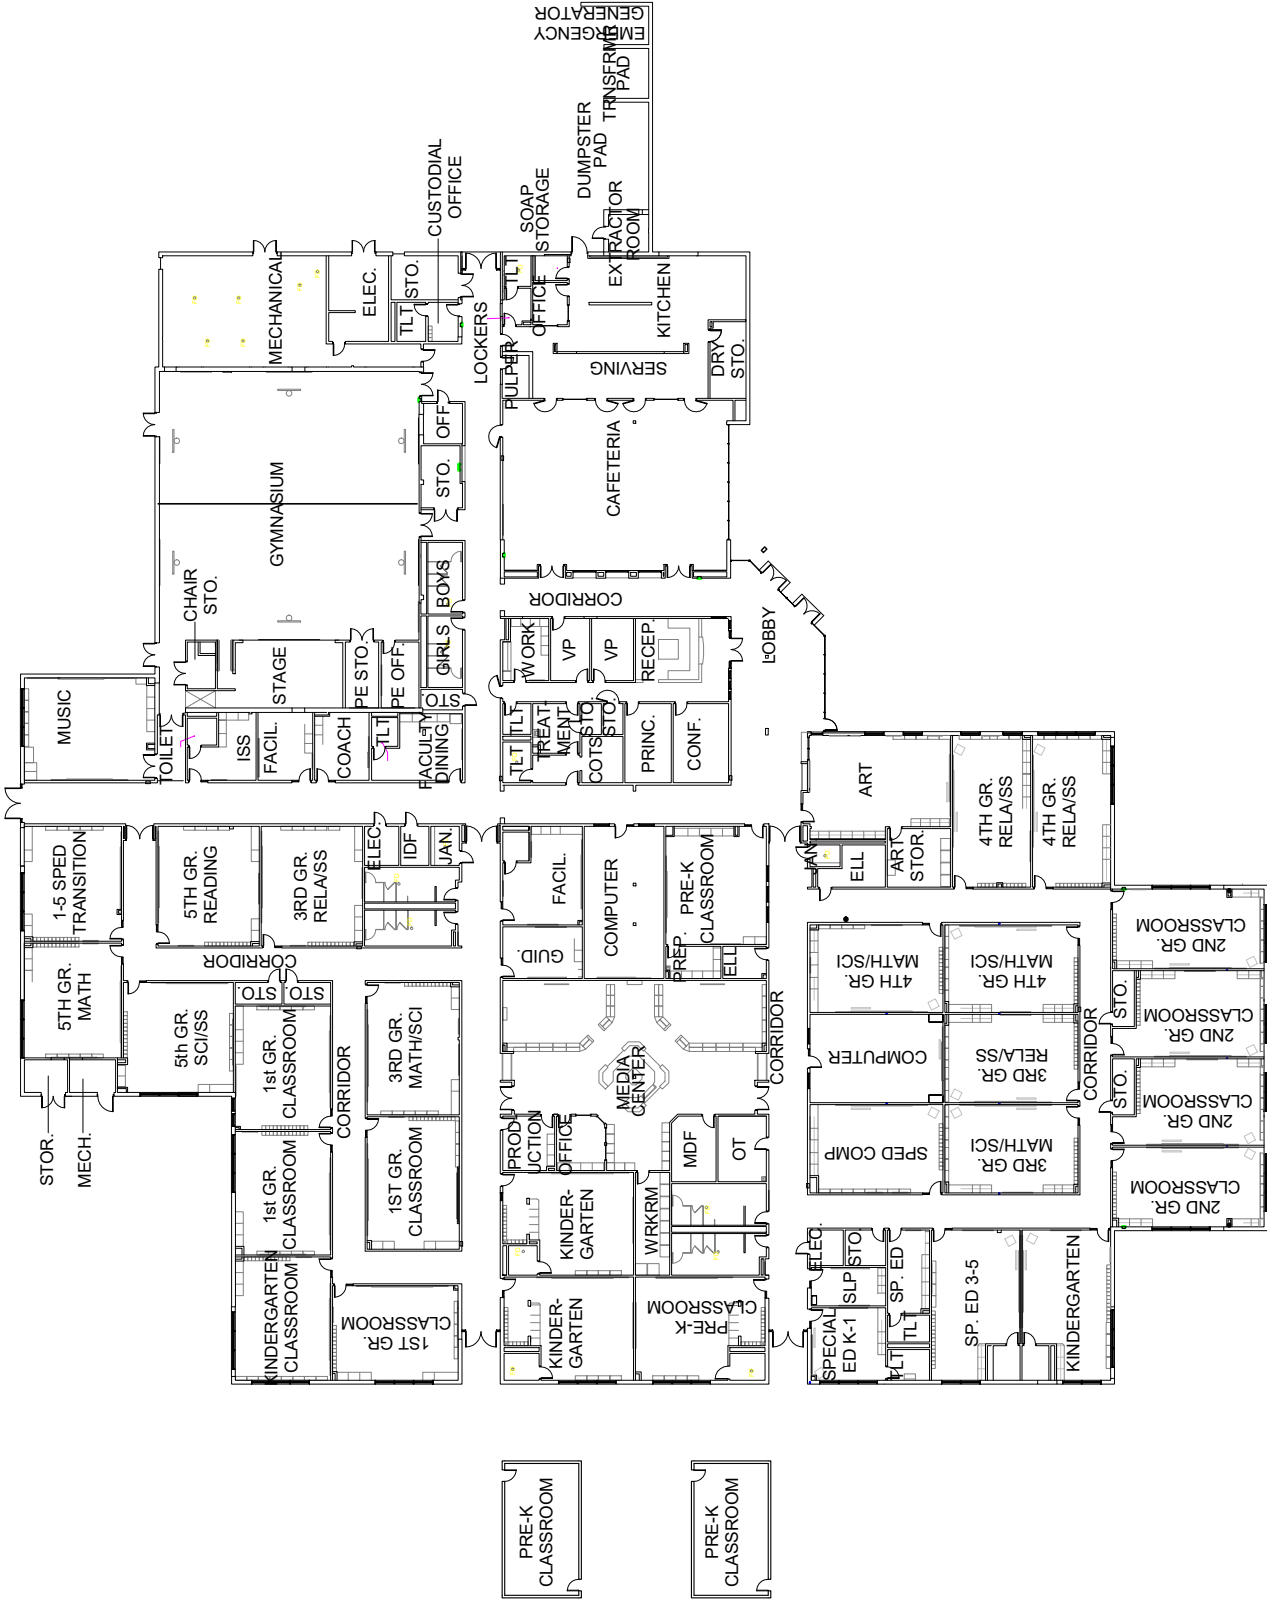 EMERGENCY
GENERATOR
TRNSFRMR
PAD
DUMPSTER
PAD
EXTRACTOR
ROOM
SOAP
STORAGE
CUSTODIAL
OFFICE
MECHANICAL
ELEC.
STO.
TLT
LOCKERS
TLT
OFFICE
KITCHEN
PULPER
SERVING
DRY
STO.
OFF
STO.
GYMNASIUM
CAFETERIA
CHAIR
STO.
BOYS
GIRLS
CORRIDOR
LOBBY
STAGE
PE STO.
PE OFF.
STO.
WORK
VP
VP
RECEP.
MUSIC
TOILET
ISS
FACIL.
COACH
TLT
FACULTY
DINING
TLT
TLT
TREAT-
MENT
STO.
STO.
COTS
PRINC.
CONF.
1-5 SPED
TRANSITION
5TH GR.
READING
3RD GR.
RELA/SS
ELEC.
IDF
JAN.
FACIL.
COMPUTER
PRE-K
CLASSROOM
JAN
ELL
ART
ART
STOR.
4TH GR.
RELA/SS
4TH GR.
RELA/SS
5TH GR.
MATH
CORRIDOR
GUID.
PREP.
ELL
4TH GR.
MATH/SCI
4TH GR.
MATH/SCI
2ND GR.
CLASSROOM
5th GR.
SCI/SS
STO.
STO.
1st GR.
CLASSROOM
CORRIDOR
3RD GR.
MATH/SCI
MEDIA
CENTER
CORRIDOR
COMPUTER
3RD GR.
RELA/SS
CORRIDOR
STO.
2ND GR.
CLASSROOM
STOR.
MECH.
1st GR.
CLASSROOM
1ST GR.
CLASSROOM
PROD
UCTION
OFFICE
MDF
OT
SPED COMP
3RD GR.
MATH/SCI
STO.
2ND GR.
CLASSROOM
KINDER-
GARTEN
WRKRM
2ND GR.
CLASSROOM
KINDERGARTEN
CLASSROOM
1ST GR.
CLASSROOM
KINDER-
GARTEN
PRE-K
CLASSROOM
ELEC.
STO.
SLP
SP. ED
SPECIAL
ED K-1
TLT
TLT
SP. ED 3-5
KINDERGARTEN
PRE-K
CLASSROOM
PRE-K
CLASSROOM